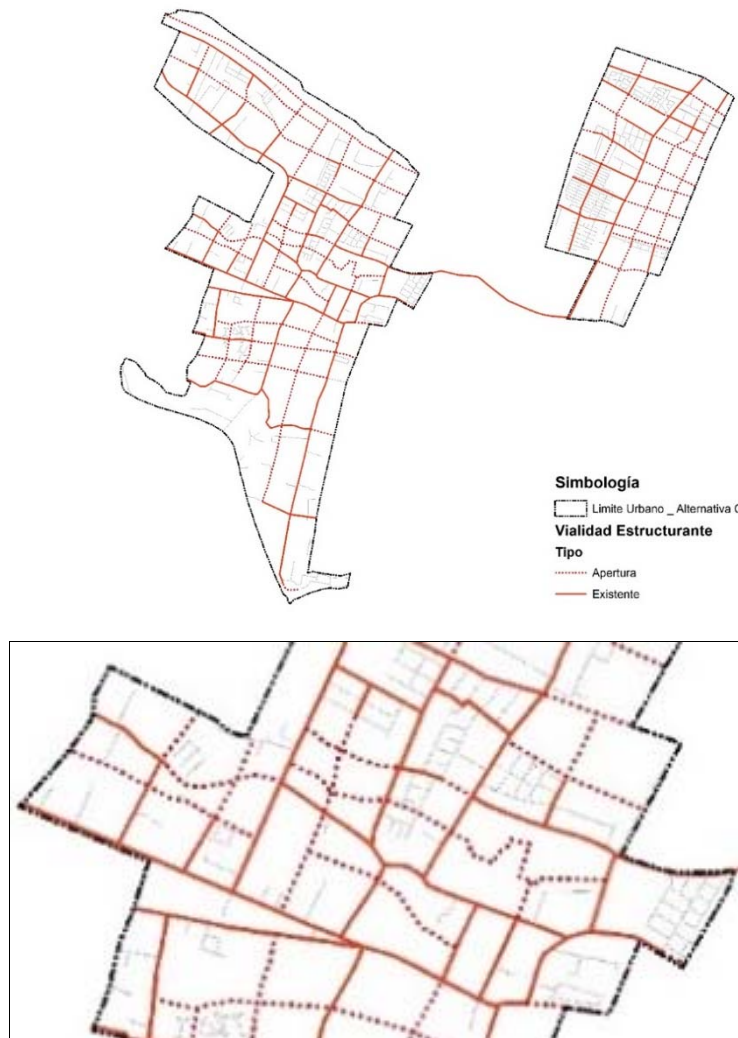 Simbología
Limite Urbano _ Alternativa C
Vialidad Estructurante
Tipo
Apertura
Existente